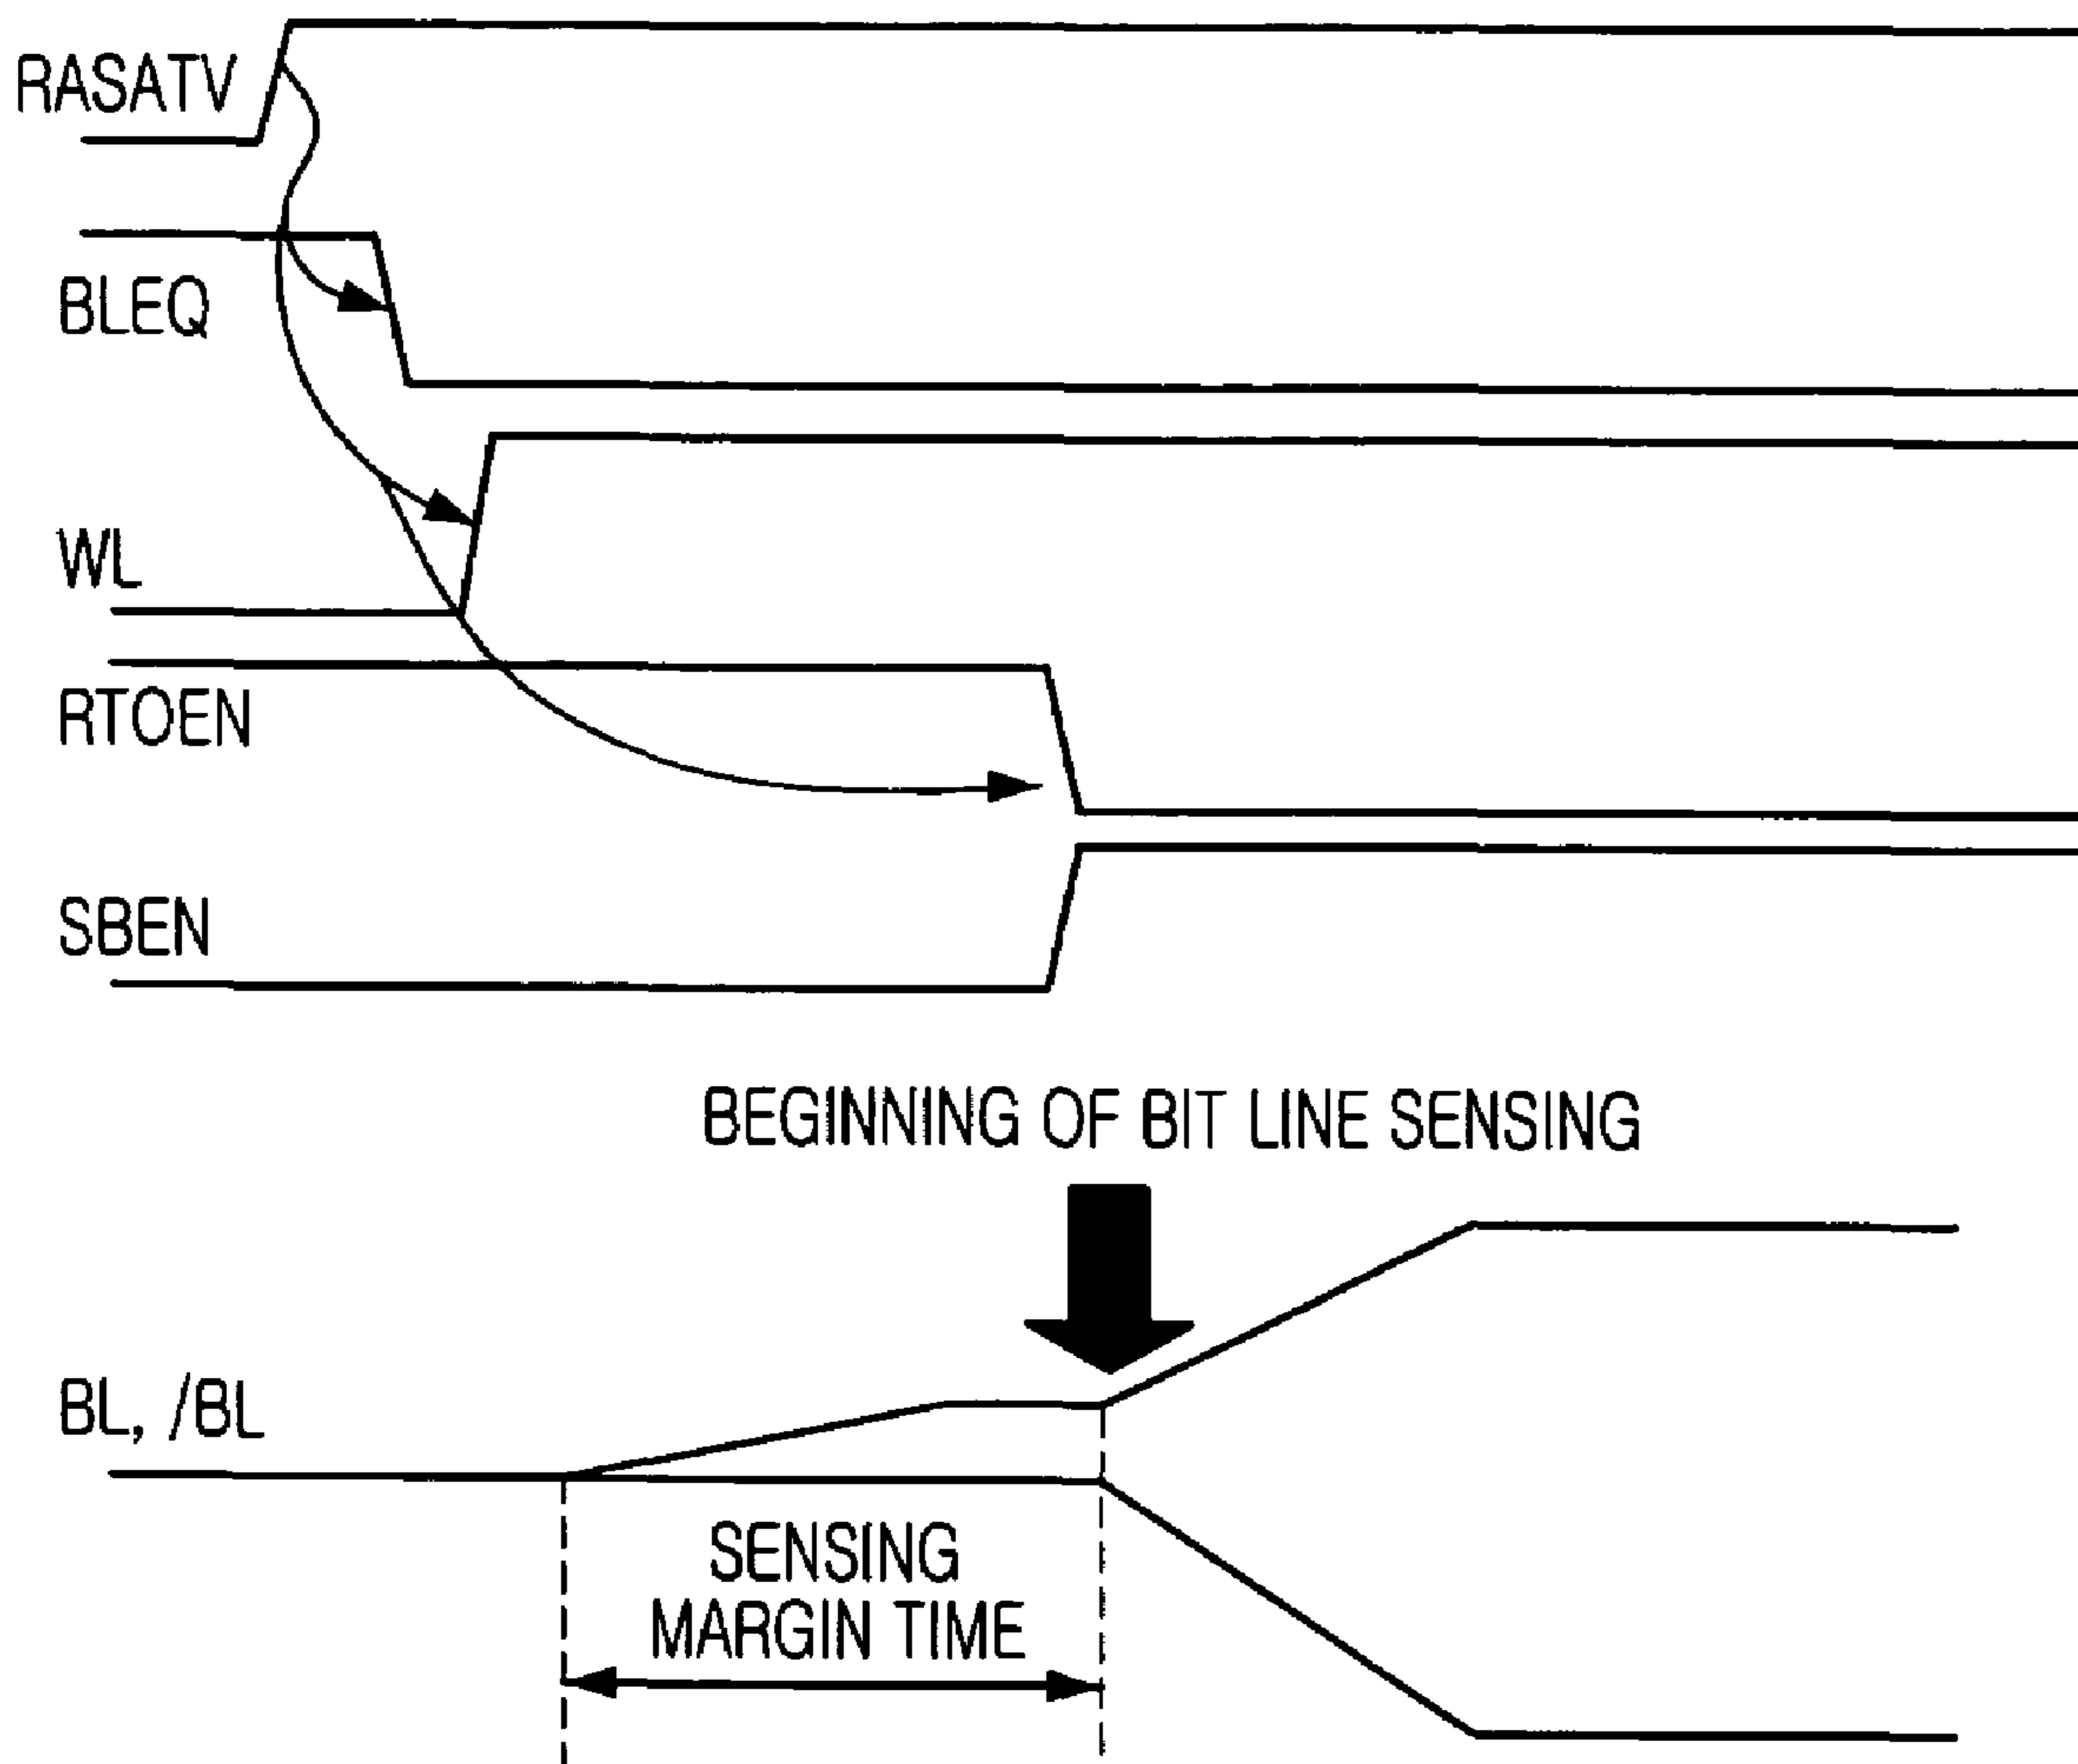 RASATV
BLEQ
WL
RTOEN
SBEN
BEGINNING OF BIT LINE SENSING
BL, /BL
SENSING
MARGIN TIME